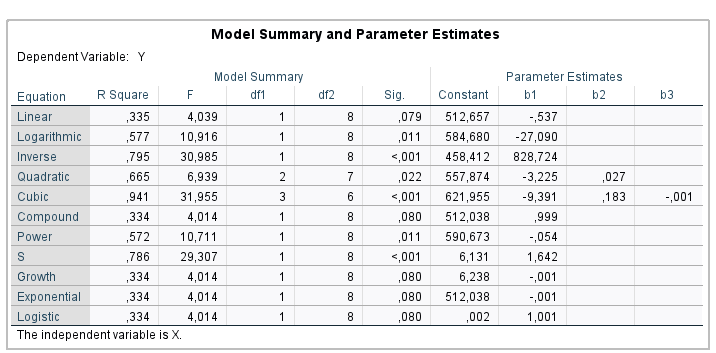 Model Summary and Parameter Estimates
Dependent Variable: Y
Model Summary Parameter Estimates
Equation R Square F df1 df2 Sig. Constant b1 b2 b3
Linear ,335 4,039 1 8 ,079 512,657 -,537
Logarithmic ,577 10,916 1 8 ,011 584,680 -27,090
Inverse ,795 30,985 1 8 <,001 458,412 828,724
Quadratic ,665 6,939 2 7 ,022 557,874 -3,225 ,027
Cubic ,941 31,955 3 6 <,001 621,955 -9,391 ,183 -,001
Compound ,334 4,014 1 8 ,080 512,038 ,999
Power ,572 10,711 1 8 ,011 590,673 -,054
S ,786 29,307 1 8 <,001 6,131 1,642
Growth ,334 4,014 1 8 ,080 6,238 -,001
Exponential ,334 4,014 1 8 ,080 512,038 -,001
Logistic ,334 4,014 1 8 ,080 ,002 1,001
The independent variable is X.